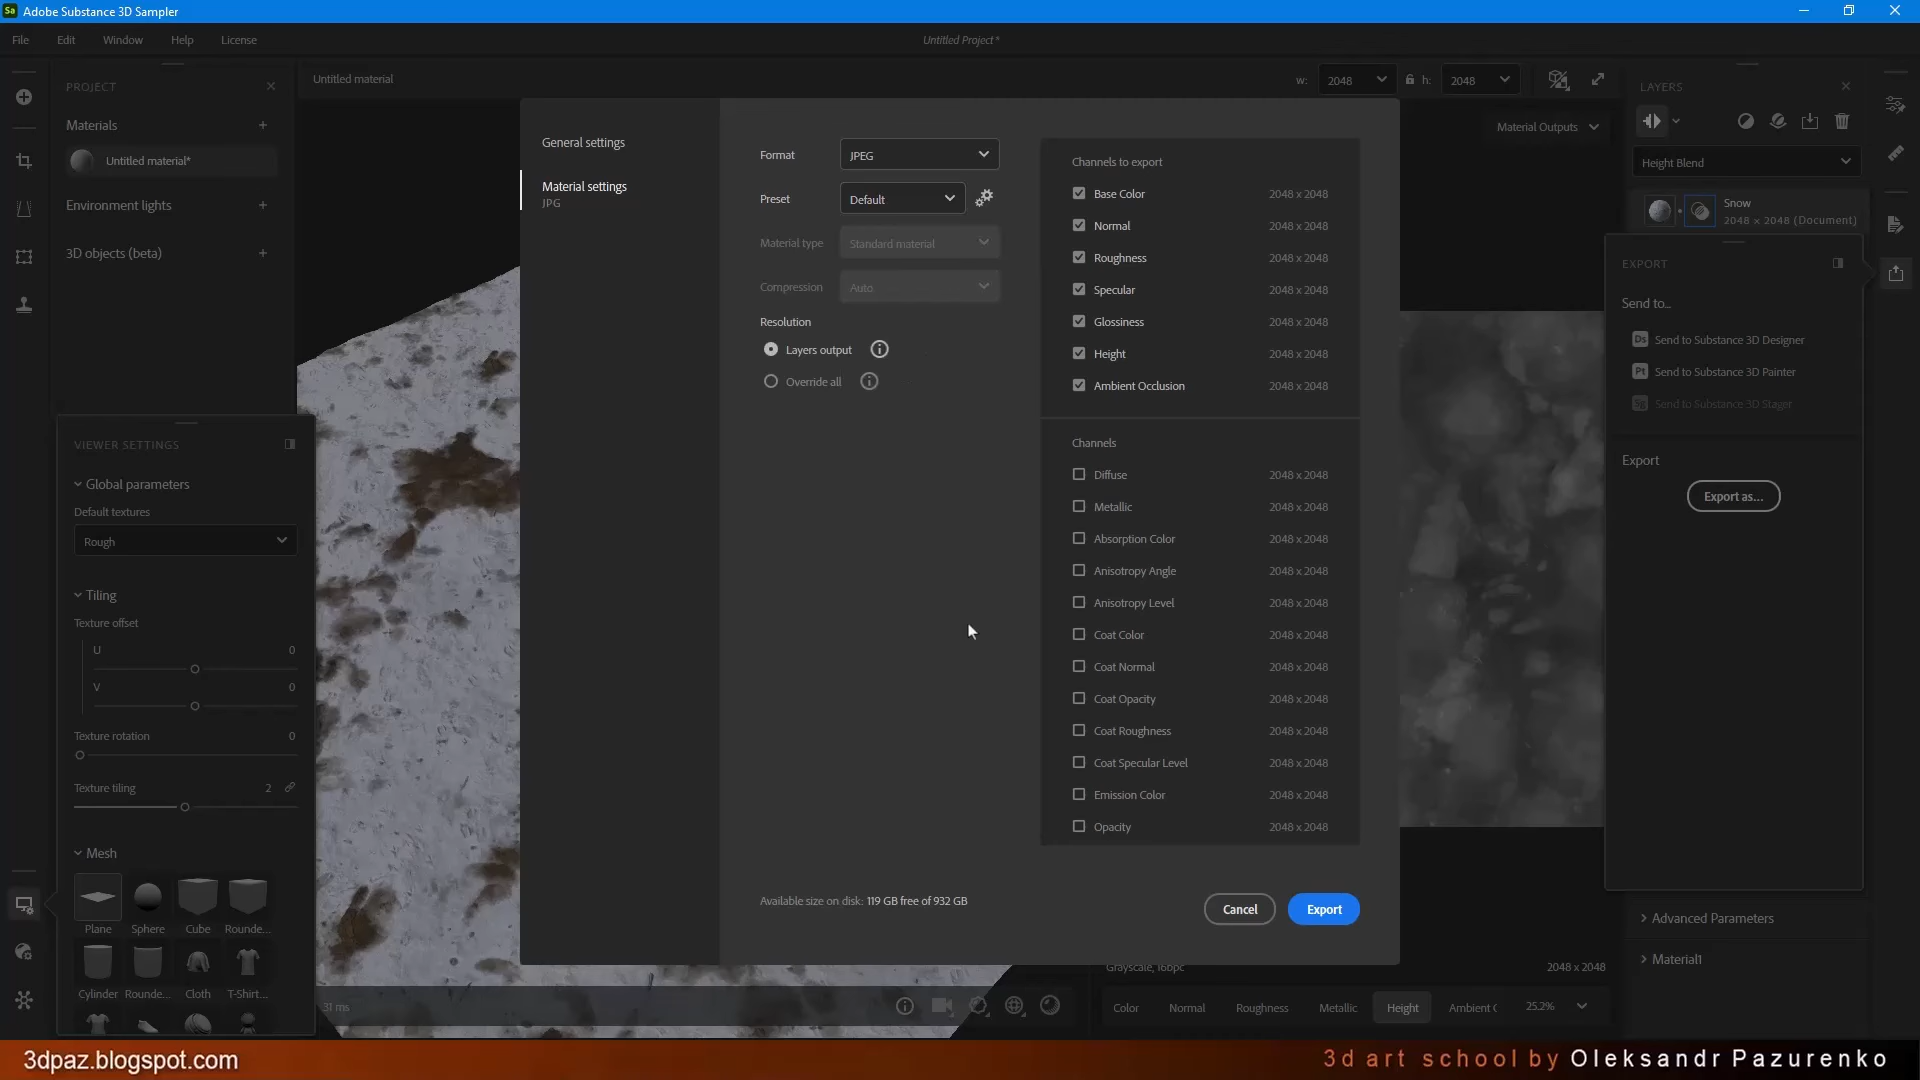 Sa Adobe Substance 3D Sampler
File Edit Window Help License Untitled Project*
PROJECT
Materials
Untitled material*
Environment lights
3D objects (beta)
Untitled material
w: 2048 h: 2048
Material Outputs
LAYERS
Height Blend
Snow
2048 × 2048 (Document)
General settings
Material settings
JPG
Format JPEG
Preset Default
Material type Standard material
Compression Auto
Resolution
Layers output
Override all
Channels to export
Base Color 2048 x 2048
Normal 2048 x 2048
Roughness 2048 x 2048
Specular 2048 x 2048
Glossiness 2048 x 2048
Height 2048 x 2048
Ambient Occlusion 2048 x 2048
Channels
Diffuse 2048 x 2048
Metallic 2048 x 2048
Absorption Color 2048 x 2048
Anisotropy Angle 2048 x 2048
Anisotropy Level 2048 x 2048
Coat Color 2048 x 2048
Coat Normal 2048 x 2048
Coat Opacity 2048 x 2048
Coat Roughness 2048 x 2048
Coat Specular Level 2048 x 2048
Emission Color 2048 x 2048
Opacity 2048 x 2048
Available size on disk: 119 GB free of 932 GB
Cancel Export
EXPORT
Send to...
Ds Send to Substance 3D Designer
Pt Send to Substance 3D Painter
Sg Send to Substance 3D Stager
Export
Export as...
VIEWER SETTINGS
Global parameters
Default textures
Rough
Tiling
Texture offset
U 0
V 0
Texture rotation 0
Texture tiling 2
Mesh
Plane Sphere Cube Rounde...
Cylinder Rounde... Cloth T-Shirt...
31 ms
Grayscale, 16bpc 2048 x 2048
Color Normal Roughness Metallic Height Ambient 25.2%
Advanced Parameters
Material1
3dpaz.blogspot.com
3d art school by Oleksandr Pazurenko